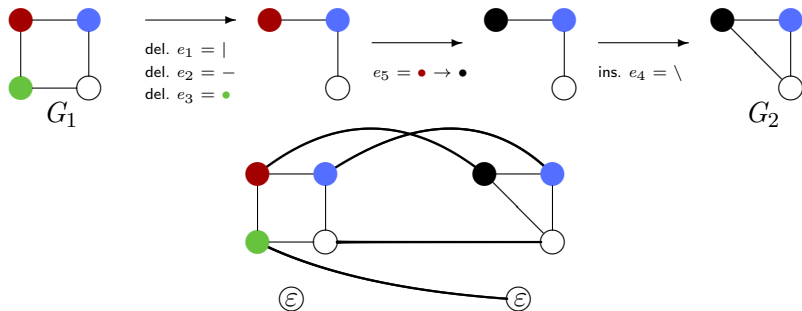 del. e₁ = |
del. e₂ = −
del. e₃ = ●
e₅ = ● → ●
ins. e₄ = \
G₁
G₂
ε
ε